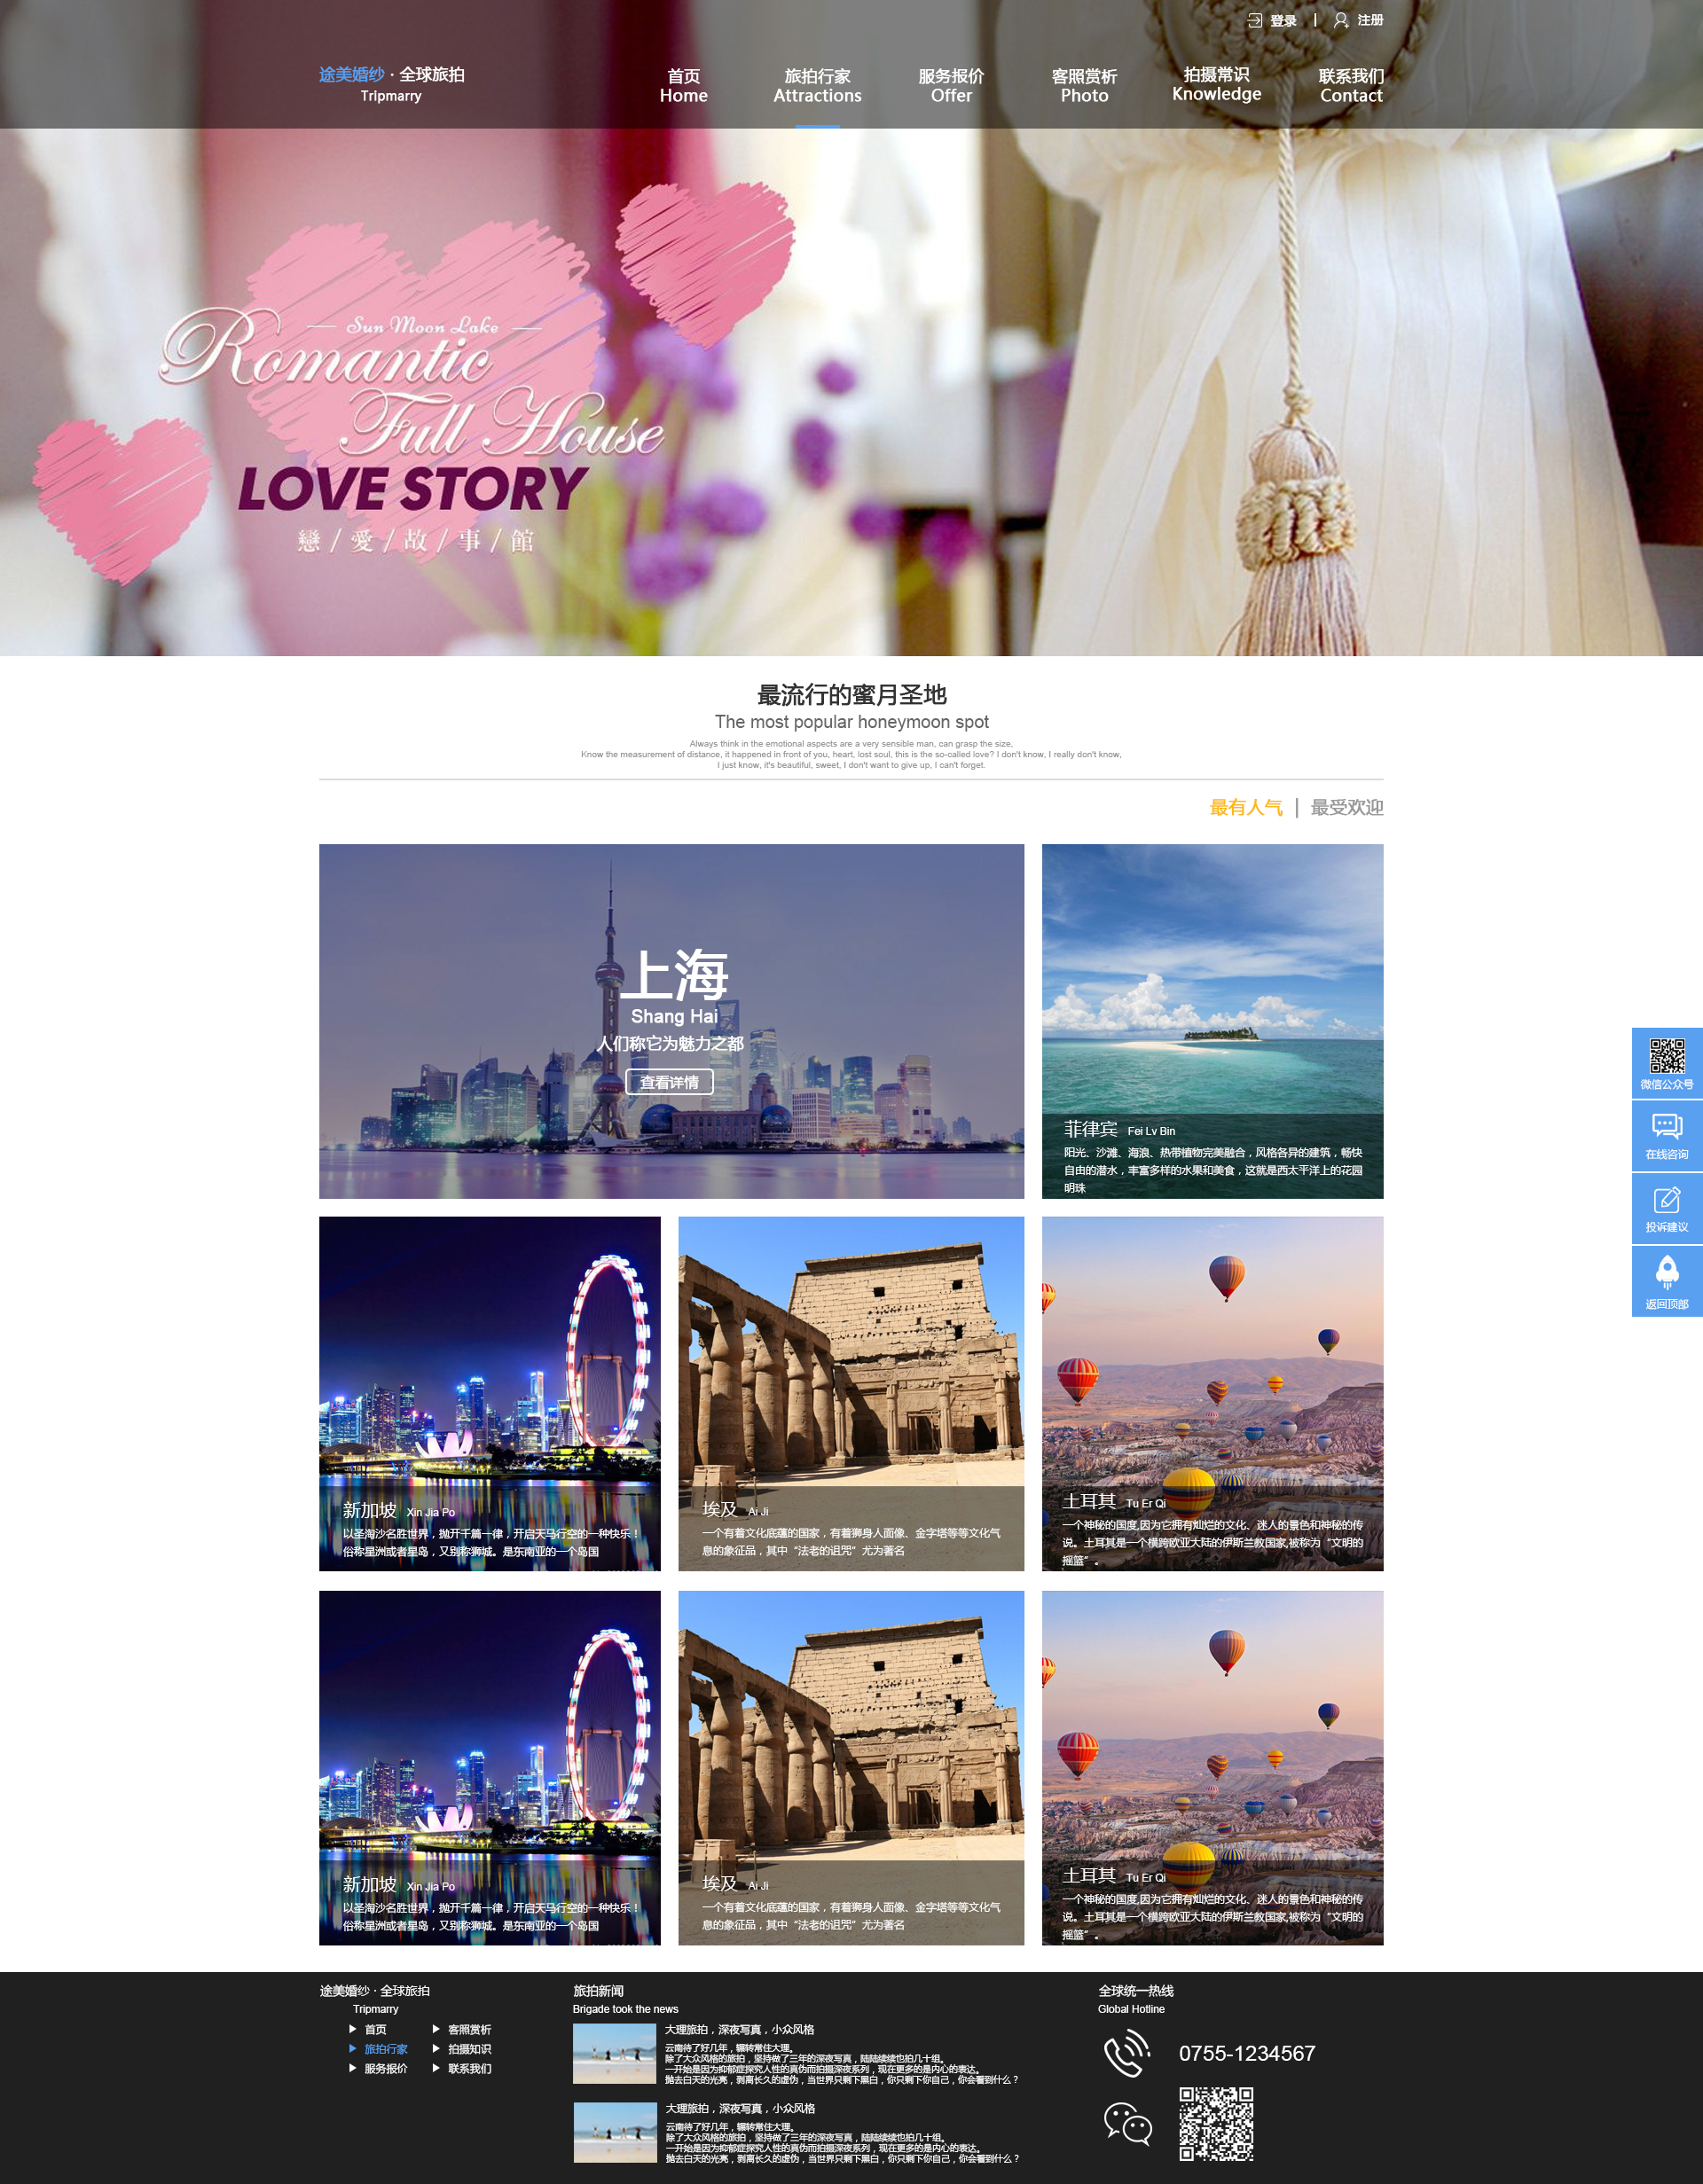 登录 | 注册
途美婚纱 · 全球旅拍
Tripmarry
首页
Home
旅拍行家
Attractions
服务报价
Offer
客照赏析
Photo
拍摄常识
Knowledge
联系我们
Contact
Sun Moon Lake
Romantic
Full House
LOVE STORY
戀/愛/故/事/館
最流行的蜜月圣地
The most popular honeymoon spot
Always think in the emotional aspects are a very sensible man, can grasp the size,
Know the measurement of distance, it happened in front of you, heart, lost soul, this is the so-called love? I don't know, I really don't know,
I just know, it's beautiful, sweet, I don't want to give up, I can't forget.
最有人气 | 最受欢迎
上海
Shang Hai
人们称它为魅力之都
查看详情
菲律宾 Fei Lv Bin
阳光、沙滩、海浪、热带植物完美融合，风格各异的建筑，畅快
自由的潜水，丰富多样的水果和美食，这就是西太平洋上的花园
明珠
微信公众号
在线咨询
投诉建议
返回顶部
新加坡 Xin Jia Po
以圣淘沙名胜世界，抛开千篇一律，开启天马行空的一种快乐！
俗称星洲或者星岛，又别称狮城。是东南亚的一个岛国
埃及 Ai Ji
一个有着文化底蕴的国家，有着狮身人面像、金字塔等等文化气
息的象征品，其中“法老的诅咒”尤为著名
土耳其 Tu Er Qi
一个神秘的国度,因为它拥有灿烂的文化、迷人的景色和神秘的传
说。土耳其是一个横跨欧亚大陆的伊斯兰教国家,被称为“文明的
摇篮”。
新加坡 Xin Jia Po
以圣淘沙名胜世界，抛开千篇一律，开启天马行空的一种快乐！
俗称星洲或者星岛，又别称狮城。是东南亚的一个岛国
埃及 Ai Ji
一个有着文化底蕴的国家，有着狮身人面像、金字塔等等文化气
息的象征品，其中“法老的诅咒”尤为著名
土耳其 Tu Er Qi
一个神秘的国度,因为它拥有灿烂的文化、迷人的景色和神秘的传
说。土耳其是一个横跨欧亚大陆的伊斯兰教国家,被称为“文明的
摇篮”。
途美婚纱 · 全球旅拍
Tripmarry
首页
客照赏析
旅拍行家
拍摄知识
服务报价
联系我们
旅拍新闻
Brigade took the news
大理旅拍，深夜写真，小众风格
云南待了好几年，辗转常住大理。
除了大众风格的旅拍，坚持做了三年的深夜写真，陆陆续续也拍几十组。
一开始是因为抑郁症探究人性的真伪而拍摄深夜系列，现在更多的是内心的表达。
抛去白天的光亮，剥离长久的虚伪，当世界只剩下黑白，你只剩下你自己，你会看到什么？
大理旅拍，深夜写真，小众风格
云南待了好几年，辗转常住大理。
除了大众风格的旅拍，坚持做了三年的深夜写真，陆陆续续也拍几十组。
一开始是因为抑郁症探究人性的真伪而拍摄深夜系列，现在更多的是内心的表达。
抛去白天的光亮，剥离长久的虚伪，当世界只剩下黑白，你只剩下你自己，你会看到什么？
全球统一热线
Global Hotline
0755-1234567